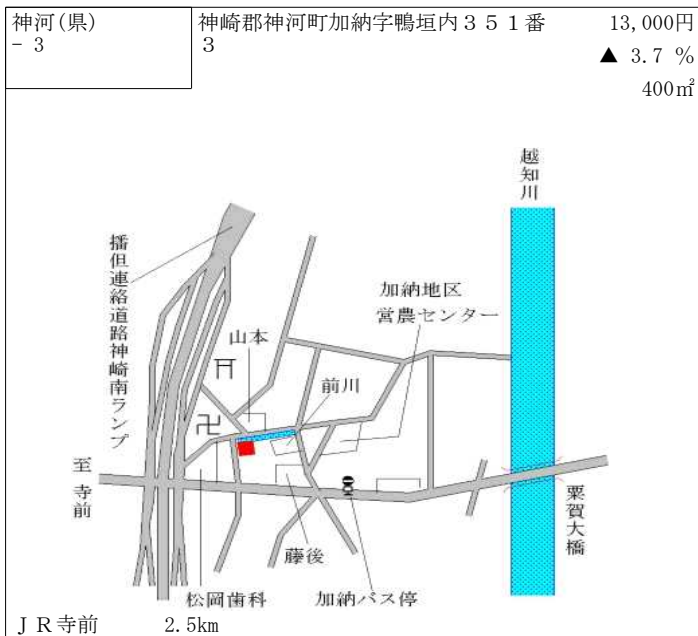 神河(県)
- 3
神崎郡神河町加納字鴨垣内３５１番
３
13,000円
▲ 3.7 %
400㎡
越知川
播但連絡道路神崎南ランプ
加納地区
営農センター
山本
前川
至寺前
粟賀大橋
藤後
松岡歯科
加納バス停
ＪＲ寺前
2.5km